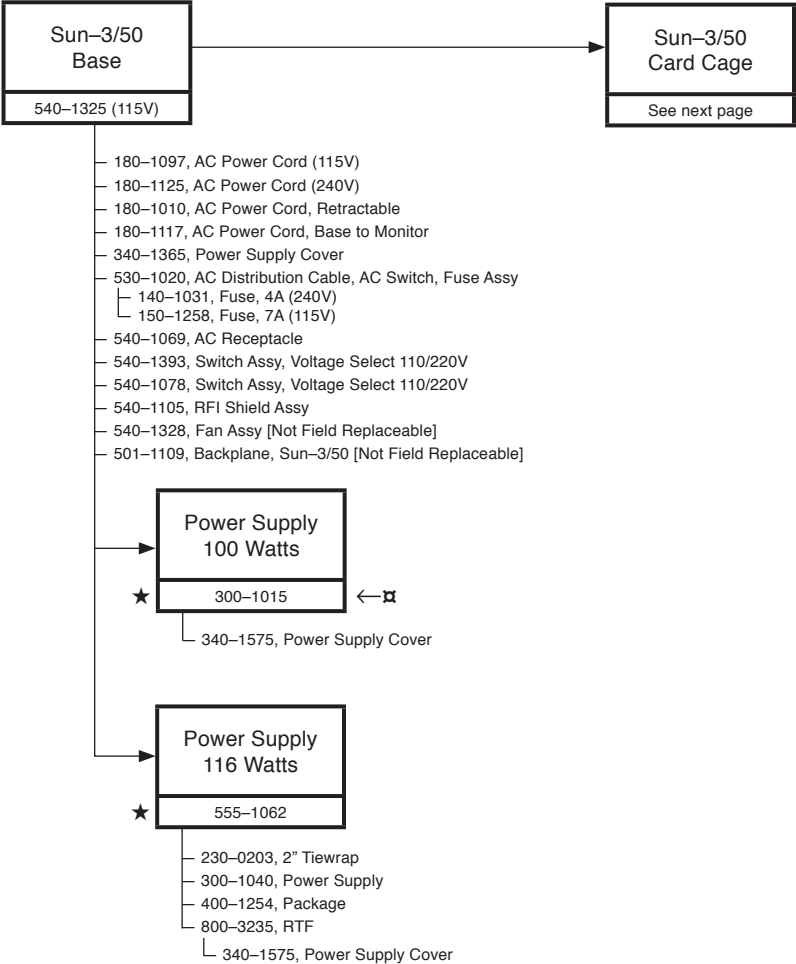 Sun–3/50
Base
540–1325 (115V)
Sun–3/50
Card Cage
See next page
180–1097, AC Power Cord (115V)
180–1125, AC Power Cord (240V)
180–1010, AC Power Cord, Retractable
180–1117, AC Power Cord, Base to Monitor
340–1365, Power Supply Cover
530–1020, AC Distribution Cable, AC Switch, Fuse Assy
140–1031, Fuse, 4A (240V)
150–1258, Fuse, 7A (115V)
540–1069, AC Receptacle
540–1393, Switch Assy, Voltage Select 110/220V
540–1078, Switch Assy, Voltage Select 110/220V
540–1105, RFI Shield Assy
540–1328, Fan Assy [Not Field Replaceable]
501–1109, Backplane, Sun–3/50 [Not Field Replaceable]
Power Supply
100 Watts
★ 300–1015 ←¤
340–1575, Power Supply Cover
Power Supply
116 Watts
★ 555–1062
230–0203, 2” Tiewrap
300–1040, Power Supply
400–1254, Package
800–3235, RTF
340–1575, Power Supply Cover